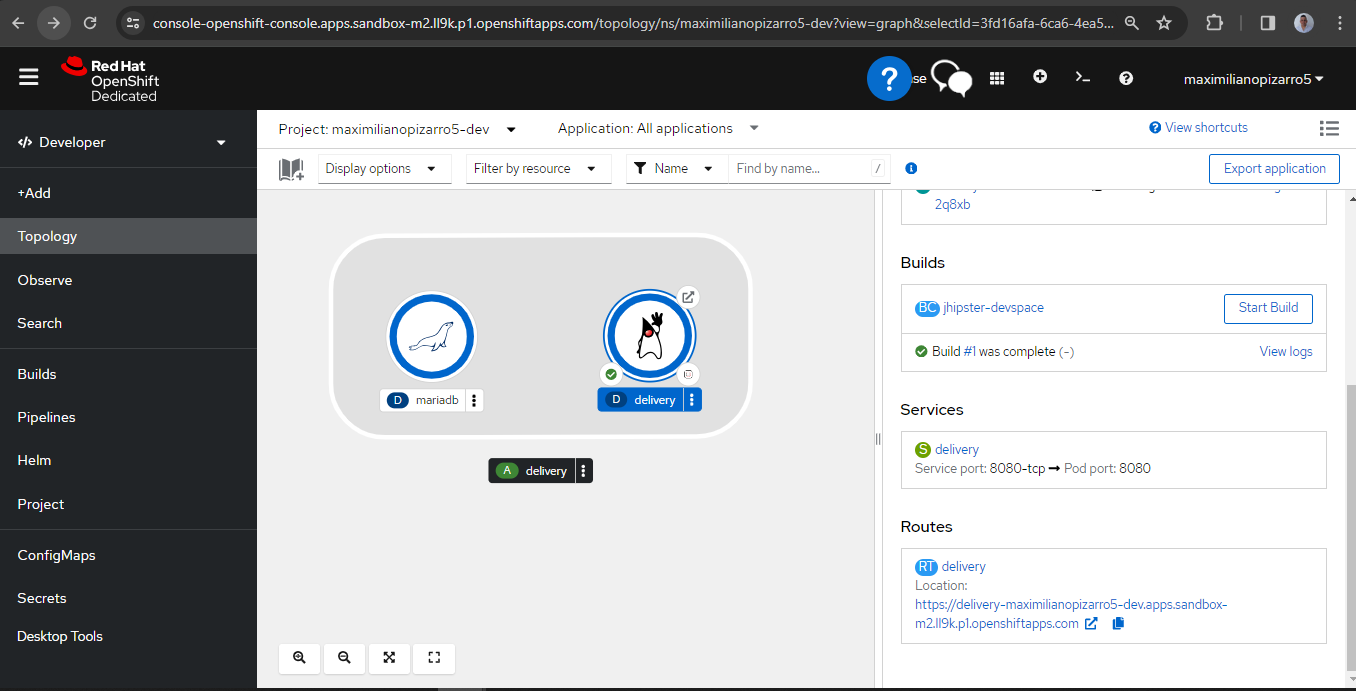 console-openshift-console.apps.sandbox-m2.ll9k.p1.openshiftapps.com/topology/ns/maximilianopizarro5-dev?view=graph&selectId=3fd16afa-6ca6-4ea5...
Red Hat
OpenShift
Dedicated
?
se
?
maximilianopizarro5
Developer
+Add
Topology
Observe
Search
Builds
Pipelines
Helm
Project
ConfigMaps
Secrets
Desktop Tools
Project: maximilianopizarro5-dev
Application: All applications
View shortcuts
Display options
Filter by resource
Name
Find by name...
/
Export application
D mariadb
D delivery
A delivery
2q8xb
Builds
BC jhipster-devspace
Start Build
Build #1 was complete (-)
View logs
Services
S delivery
Service port: 8080-tcp ➞ Pod port: 8080
Routes
RT delivery
Location:
https://delivery-maximilianopizarro5-dev.apps.sandbox-
m2.ll9k.p1.openshiftapps.com